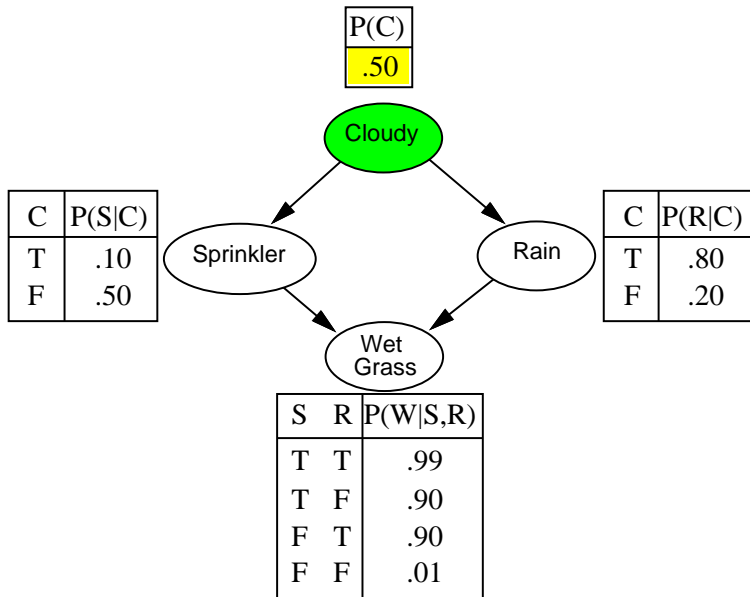 P(C)
.50
Cloudy
C P(S|C)
T .10
F .50
Sprinkler
Rain
C P(R|C)
T .80
F .20
Wet
Grass
S R P(W|S,R)
T T .99
T F .90
F T .90
F F .01